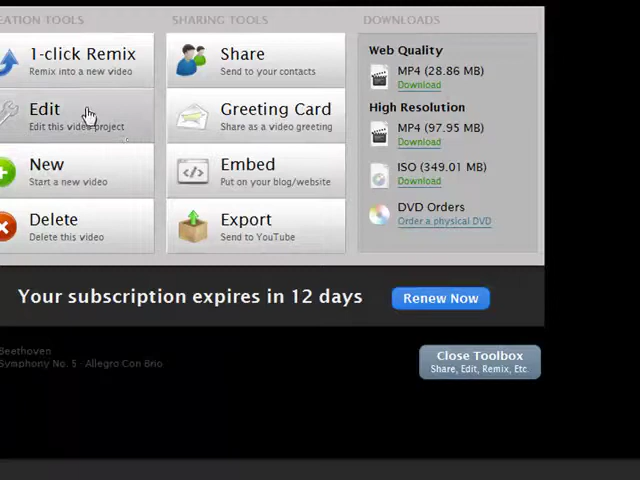 EATION TOOLS
1-click Remix
Remix into a new video
Edit
Edit this video project
New
Start a new video
Delete
Delete this video
SHARING TOOLS
Share
Send to your contacts
Greeting Card
Share as a video greeting
Embed
Put on your blog/website
Export
Send to YouTube
DOWNLOADS
Web Quality
MP4 (28.86 MB)
Download
High Resolution
MP4 (97.95 MB)
Download
ISO (349.01 MB)
Download
DVD Orders
Order a physical DVD
Your subscription expires in 12 days
Renew Now
Beethoven
Symphony No. 5 - Allegro Con Brio
Close Toolbox
Share, Edit, Remix, Etc.